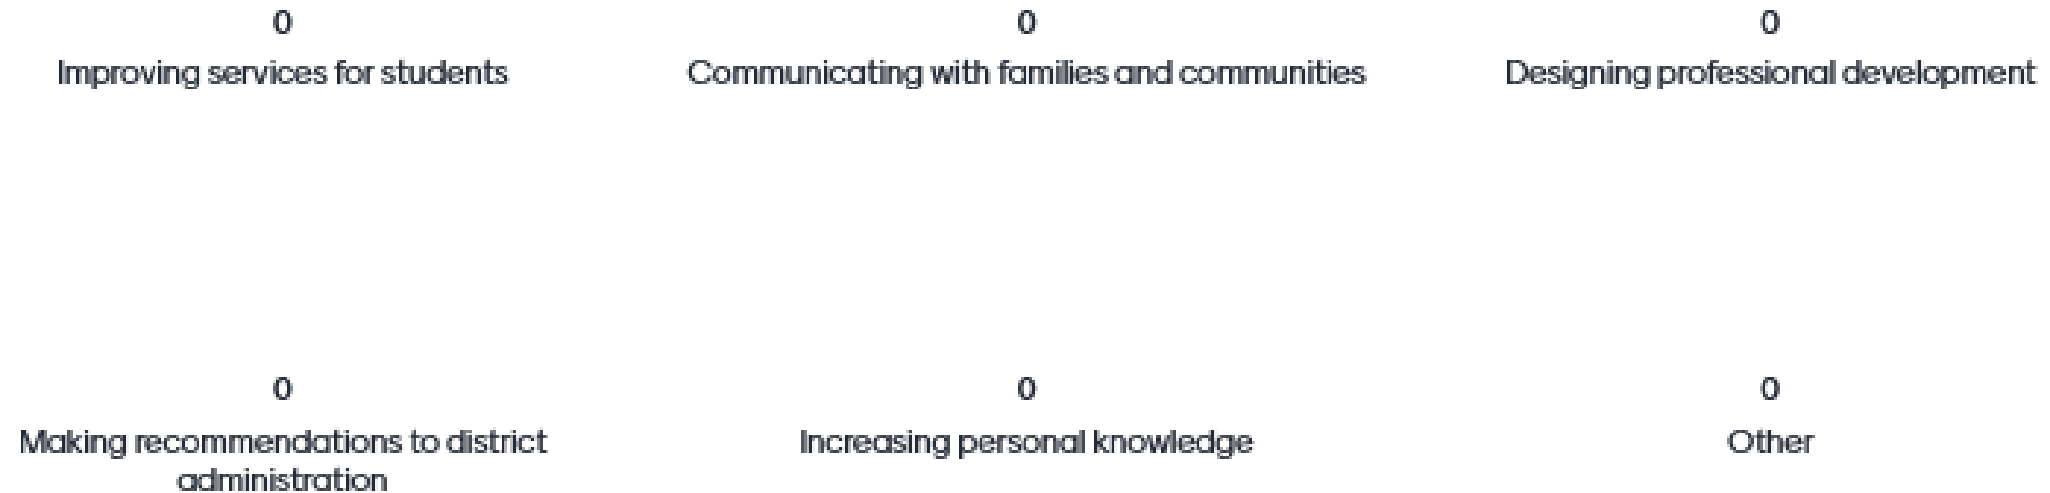 0 0 0
Improving services for students Communicating with families and communities Designing professional development
0 0 0
Making recommendations to district Increasing personal knowledge Other
administration